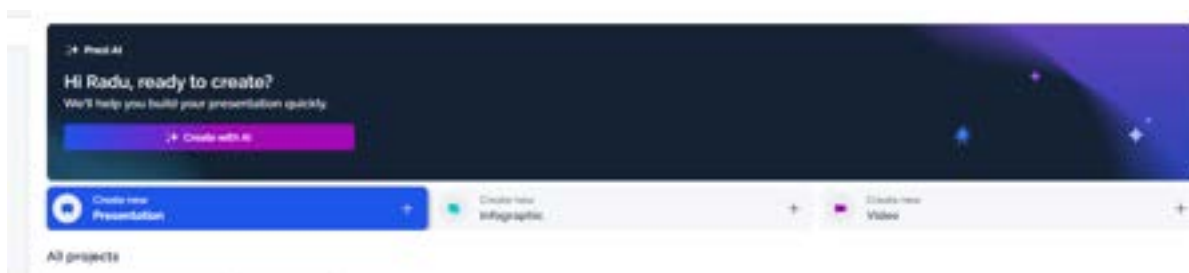 Prezi AI
Hi Radu, ready to create?
We'll help you build your presentation quickly.
Create with AI
Create new
Presentation
Create new
Infographic
Create new
Video
All projects